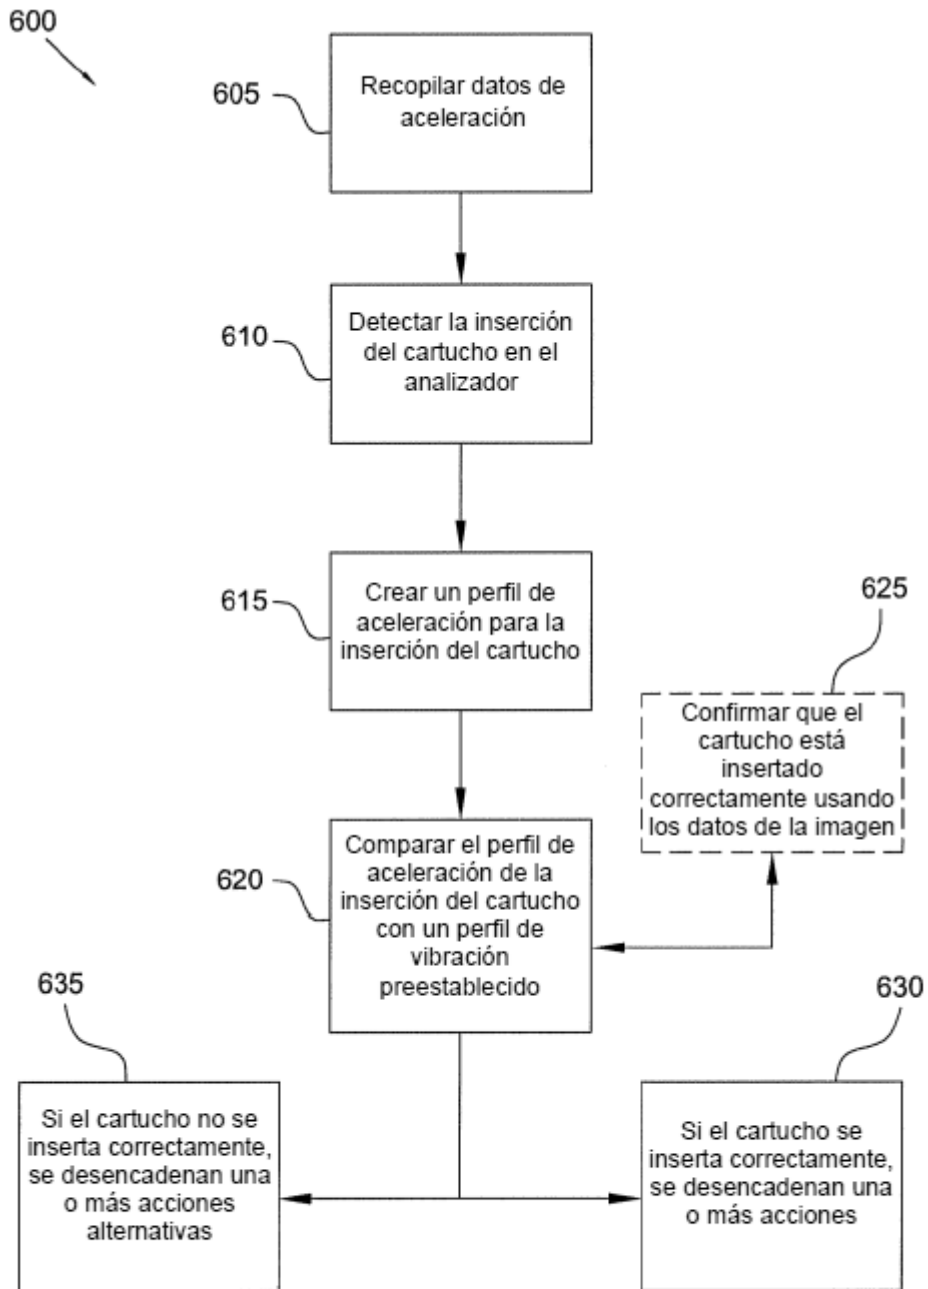 600
605
Recopilar datos de
aceleración
610
Detectar la inserción
del cartucho en el
analizador
615
Crear un perfil de
aceleración para la
inserción del cartucho
625
Confirmar que el
cartucho está
insertado
correctamente usando
los datos de la imagen
620
Comparar el perfil de
aceleración de la
inserción del cartucho
con un perfil de
vibración
preestablecido
635
Si el cartucho no se
inserta correctamente,
se desencadenan una
o más acciones
alternativas
630
Si el cartucho se
inserta correctamente,
se desencadenan una
o más acciones